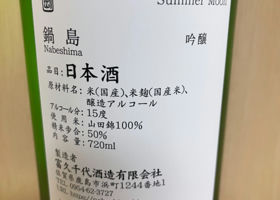 Summer Moon
鍋島
Nabeshima
吟醸
品目:日本酒
原材料名:米(国産)、米麹(国産米)、
醸造アルコール
アルコール分:15度
使用米:山田錦100%
精米歩合:50%
内容量:720ml
製造者
富久千代酒造有限会社
佐賀県鹿島市浜町1244番地1
TEL.0954-62-3727